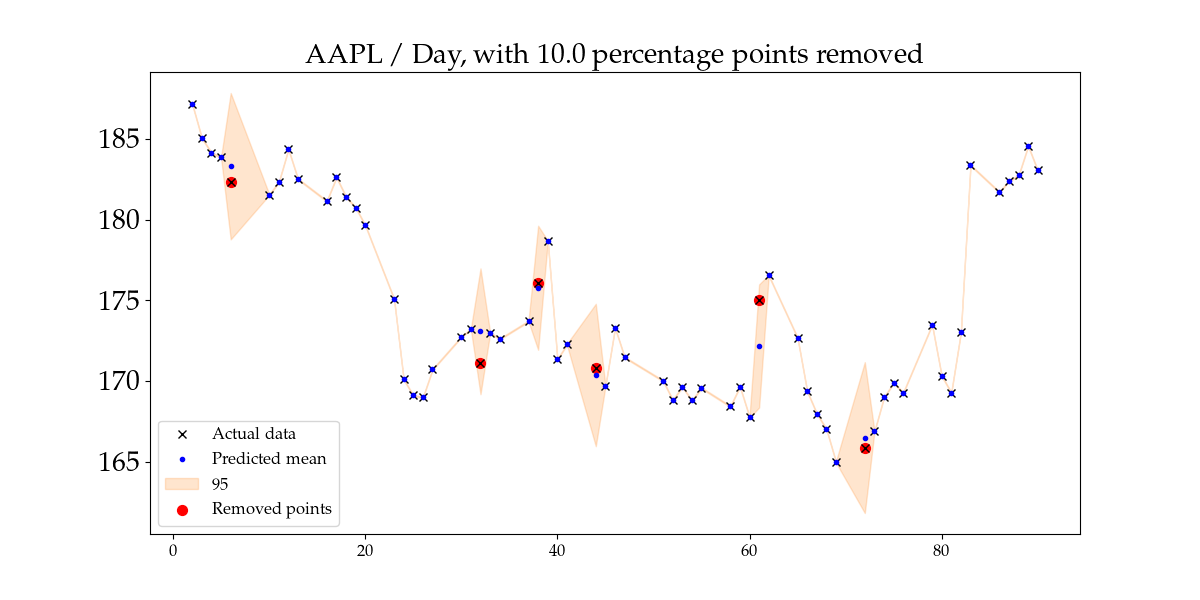 AAPL / Day, with 10.0 percentage points removed
185
180
175
170
165
Actual data
Predicted mean
95
Removed points
0 20 40 60 80